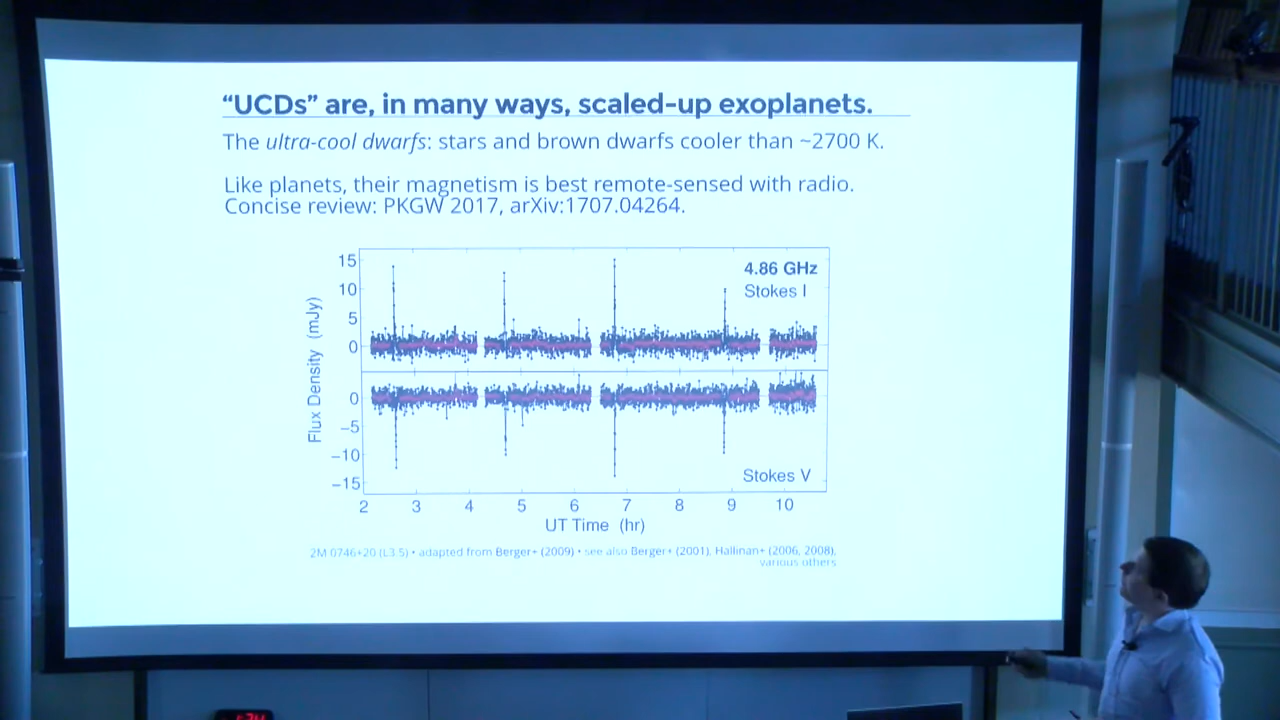 “UCDs” are, in many ways, scaled-up exoplanets.
The ultra-cool dwarfs: stars and brown dwarfs cooler than ~2700 K.
Like planets, their magnetism is best remote-sensed with radio.
Concise review: PKGW 2017, arXiv:1707.04264.
15
10
5
0
4.86 GHz
Stokes I
0
−5
−10
−15
Stokes V
Flux Density (mJy)
2 3 4 5 6 7 8 9 10
UT Time (hr)
2M 0746+20 (L3.5) • adapted from Berger+ (2009) • see also Berger+ (2001), Hallinan+ (2006, 2008),
various others